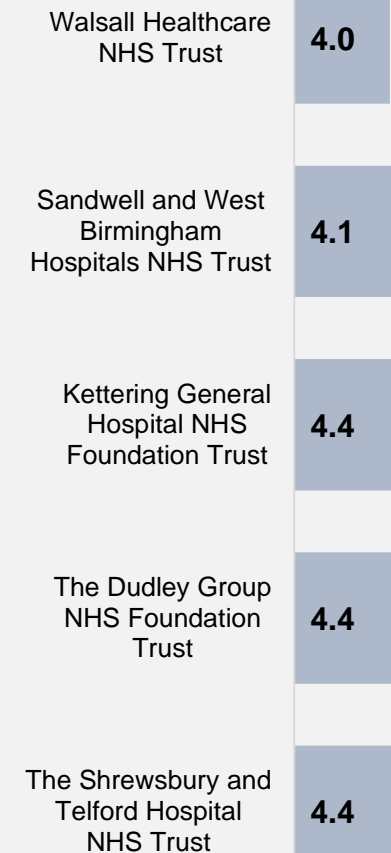 Walsall Healthcare
NHS Trust
4.0
Sandwell and West
Birmingham
Hospitals NHS Trust
4.1
Kettering General
Hospital NHS
Foundation Trust
4.4
The Dudley Group
NHS Foundation
Trust
4.4
The Shrewsbury and
Telford Hospital
NHS Trust
4.4